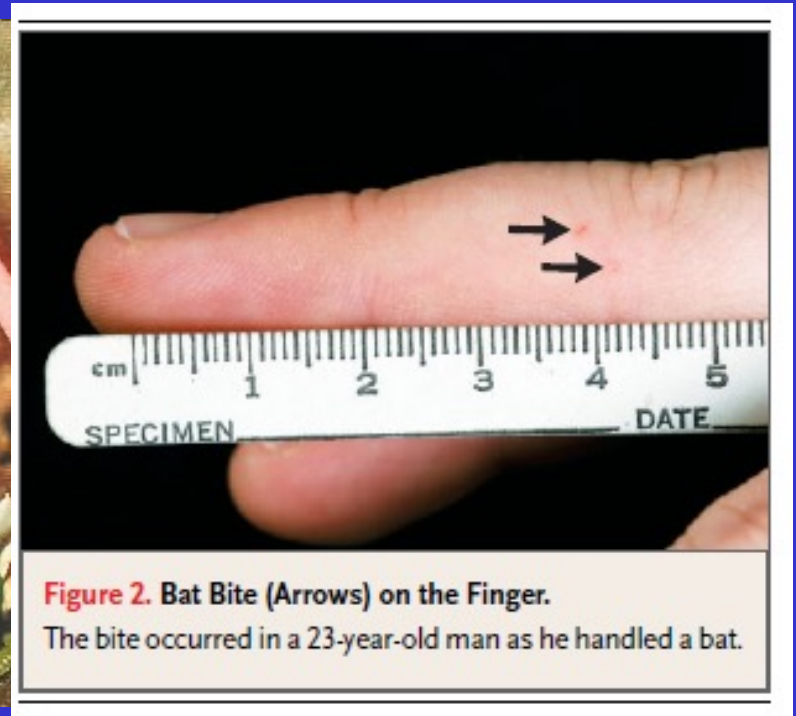 cm 1 2 3 4 5
SPECIMEN DATE
Figure 2. Bat Bite (Arrows) on the Finger.
The bite occurred in a 23-year-old man as he handled a bat.